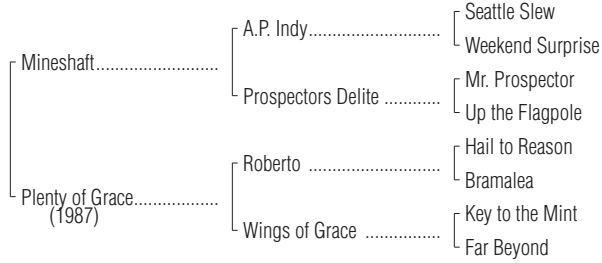 Seattle Slew
A.P. Indy..............................
Weekend Surprise
Mineshaft............................
Mr. Prospector
Prospectors Delite .............
Up the Flagpole
Hail to Reason
Roberto ..............................
Bramalea
Plenty of Grace....................
(1987)
Key to the Mint
Wings of Grace .................
Far Beyond